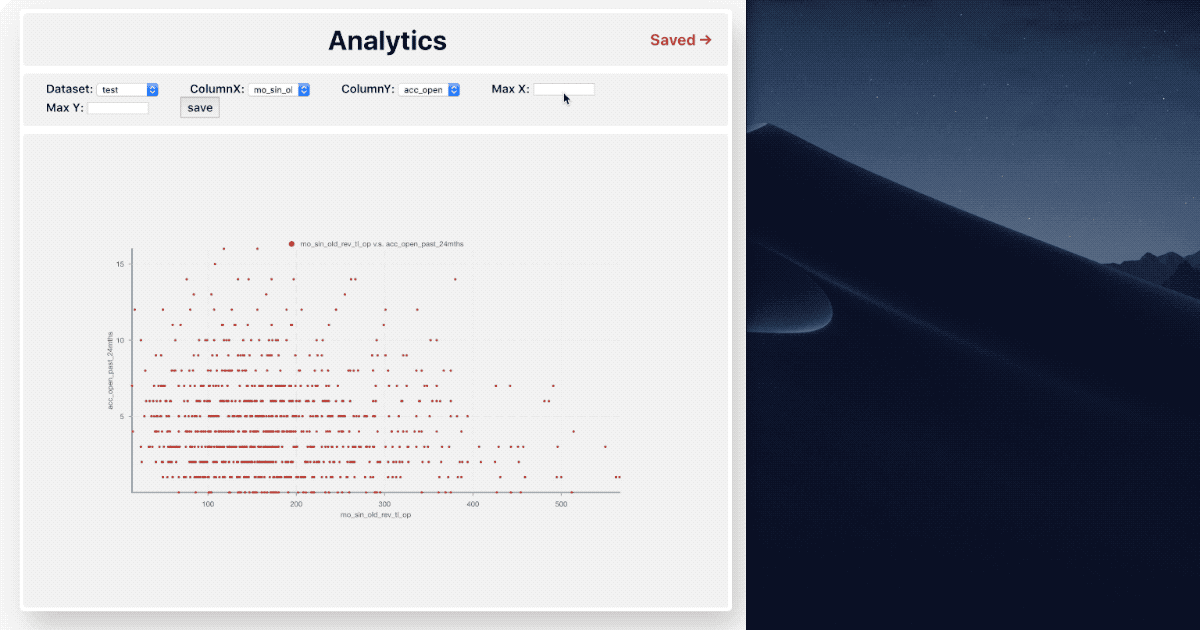 Analytics
Saved →
Dataset: test ColumnX: mo_sin_ol ColumnY: acc_open Max X:
Max Y: save
mo_sin_old_rev_tl_op v.s. acc_open_past_24mths
15
10
5
acc_open_past_24mths
100 200 300 400 500
mo_sin_old_rev_tl_op